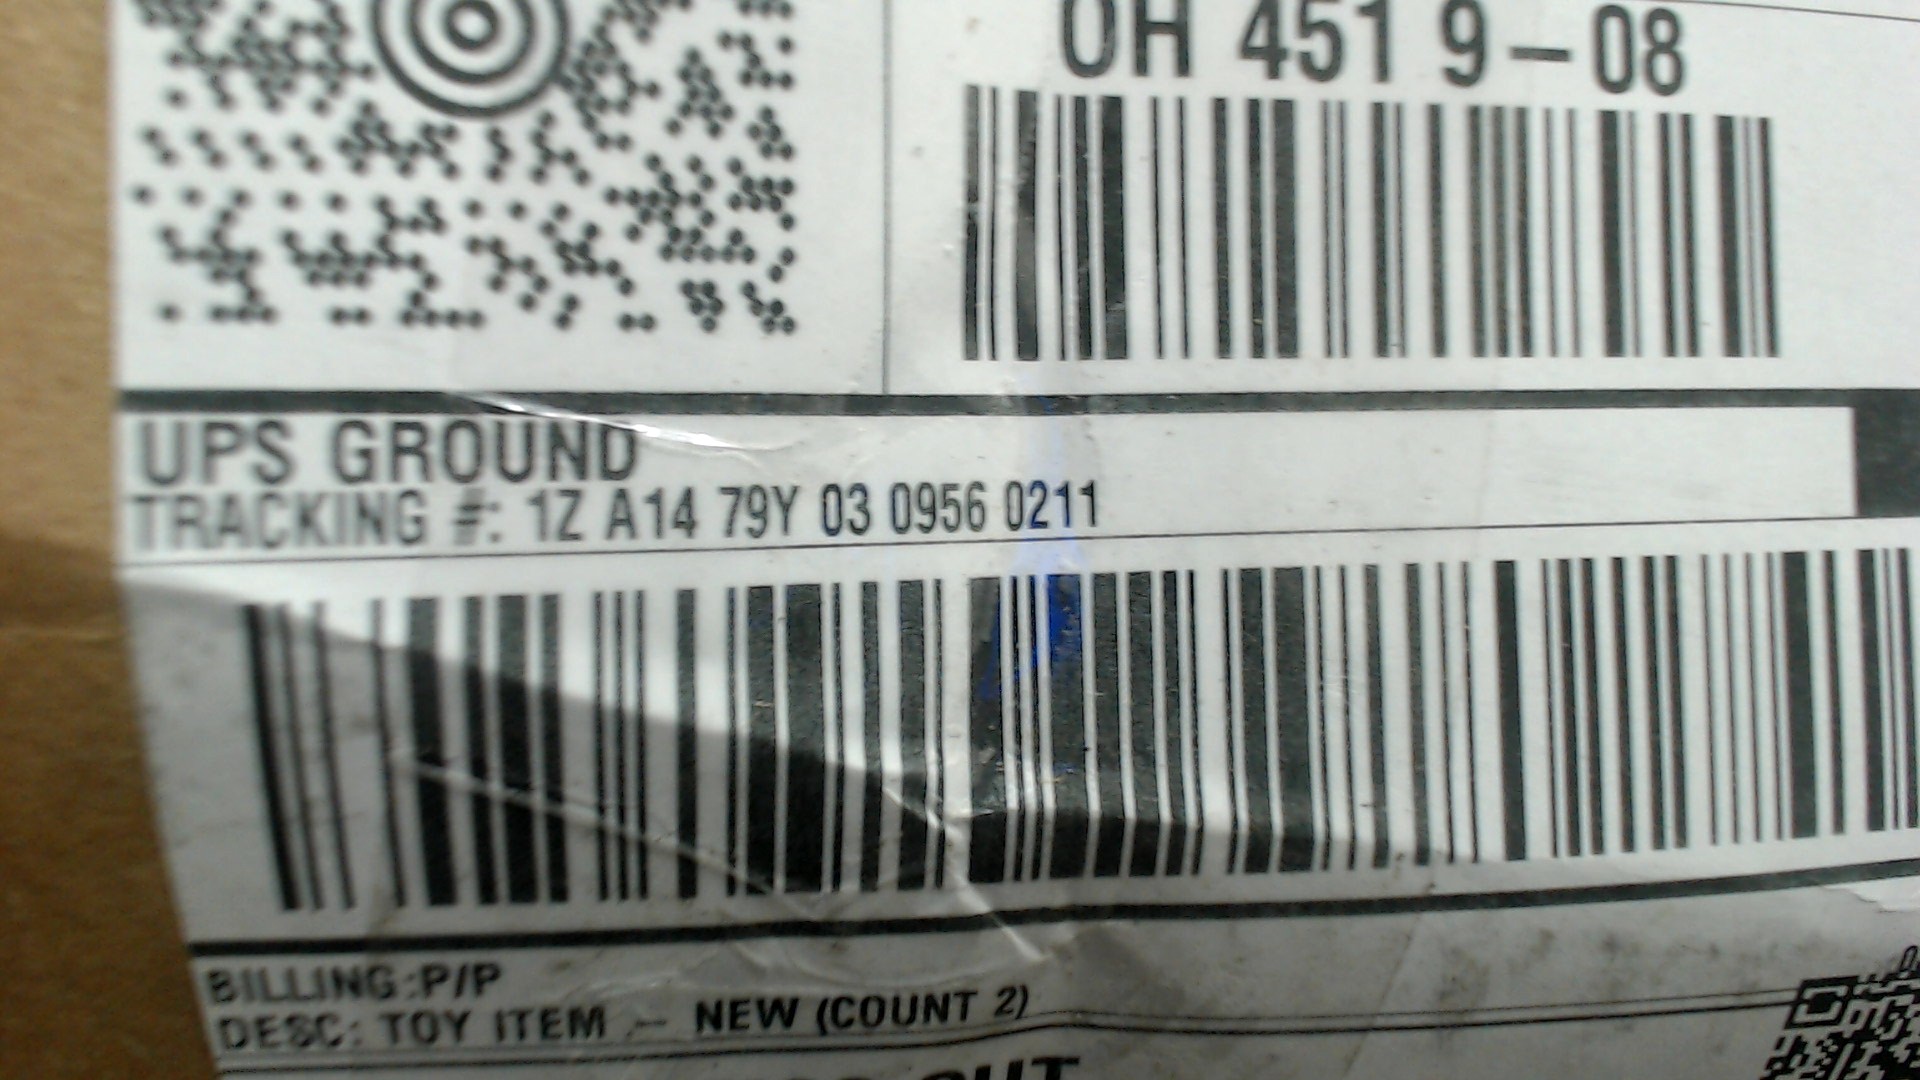 OH 451 9-08
UPS GROUND
TRACKING #: 1Z A14 79Y 03 0956 0211
BILLING:P/P
DESC: TOY ITEM - NEW (COUNT 2)